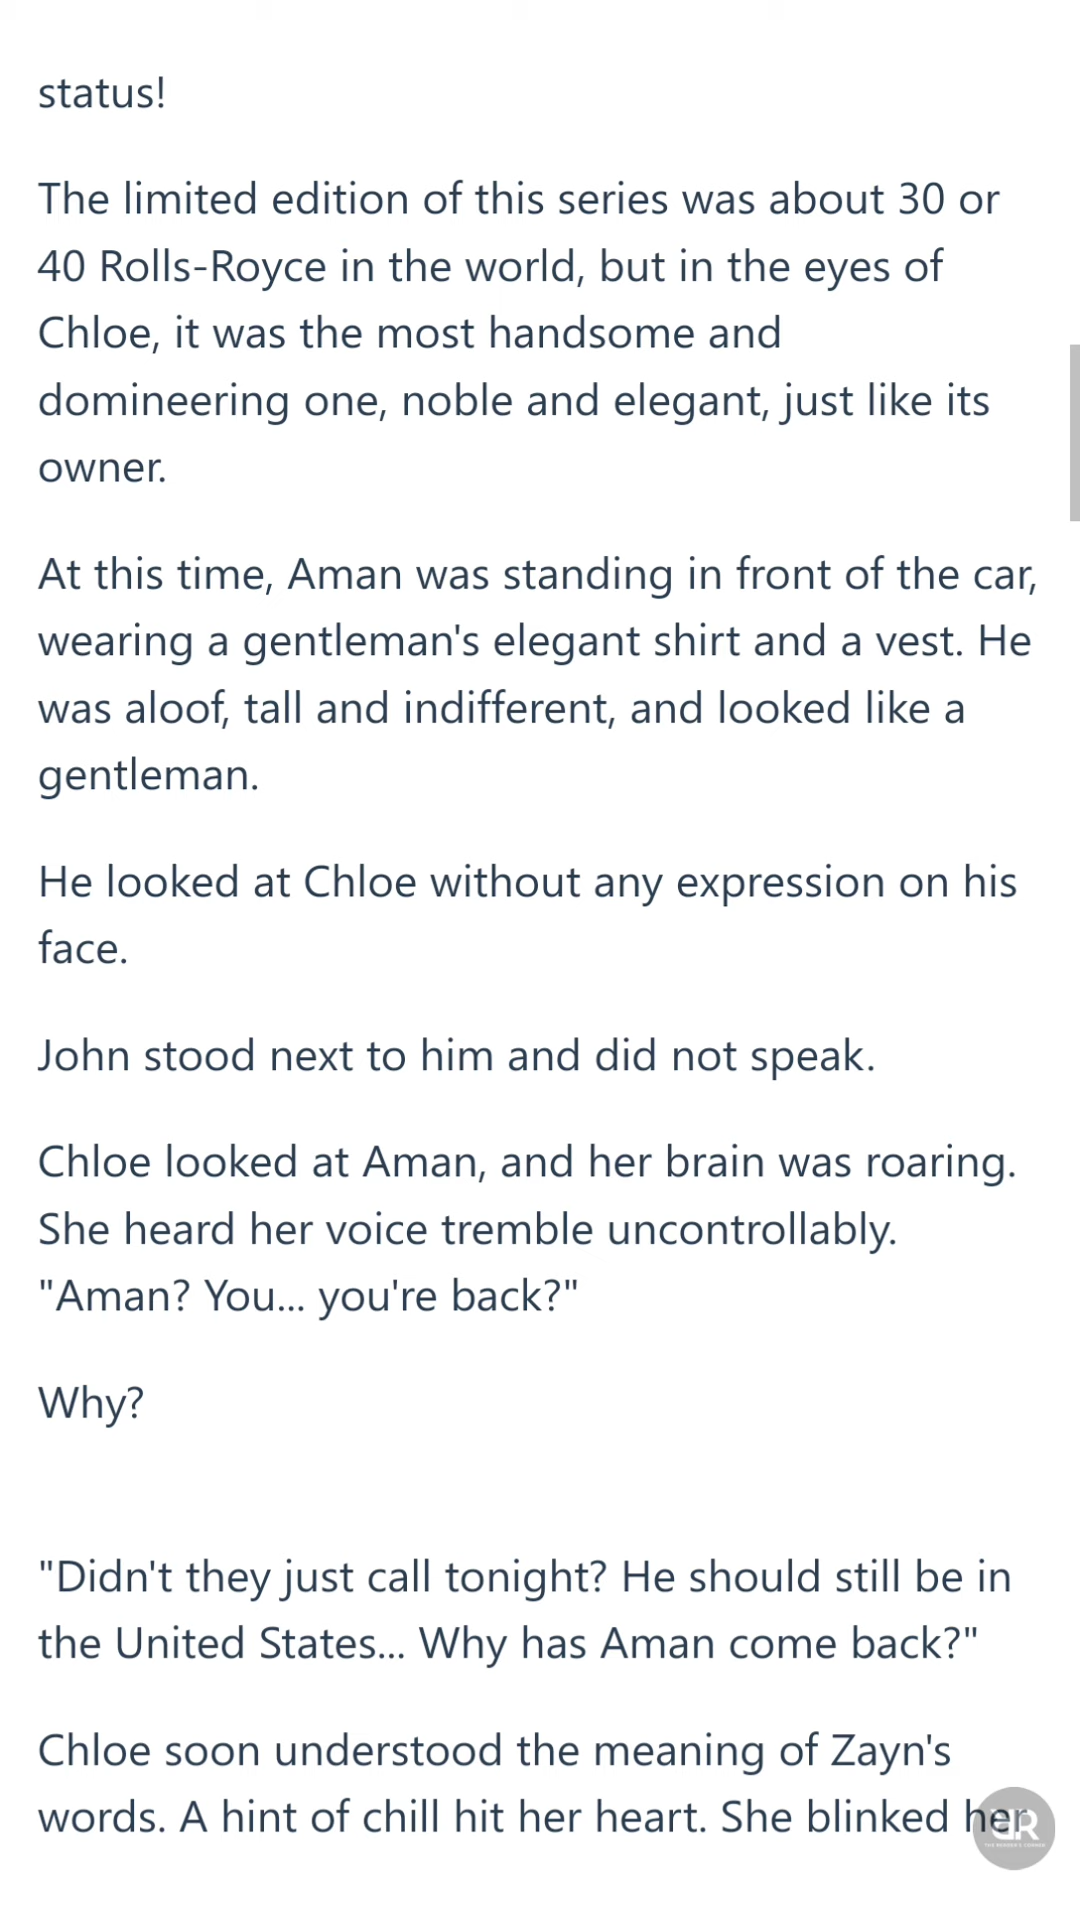 status!
The limited edition of this series was about 30 or
40 Rolls-Royce in the world, but in the eyes of
Chloe, it was the most handsome and
domineering one, noble and elegant, just like its
owner.
At this time, Aman was standing in front of the car,
wearing a gentleman's elegant shirt and a vest. He
was aloof, tall and indifferent, and looked like a
gentleman.
He looked at Chloe without any expression on his
face.
John stood next to him and did not speak.
Chloe looked at Aman, and her brain was roaring.
She heard her voice tremble uncontrollably.
"Aman? You... you're back?"
Why?
"Didn't they just call tonight? He should still be in
the United States... Why has Aman come back?"
Chloe soon understood the meaning of Zayn's
words. A hint of chill hit her heart. She blinked her
THE READER'S CORNER